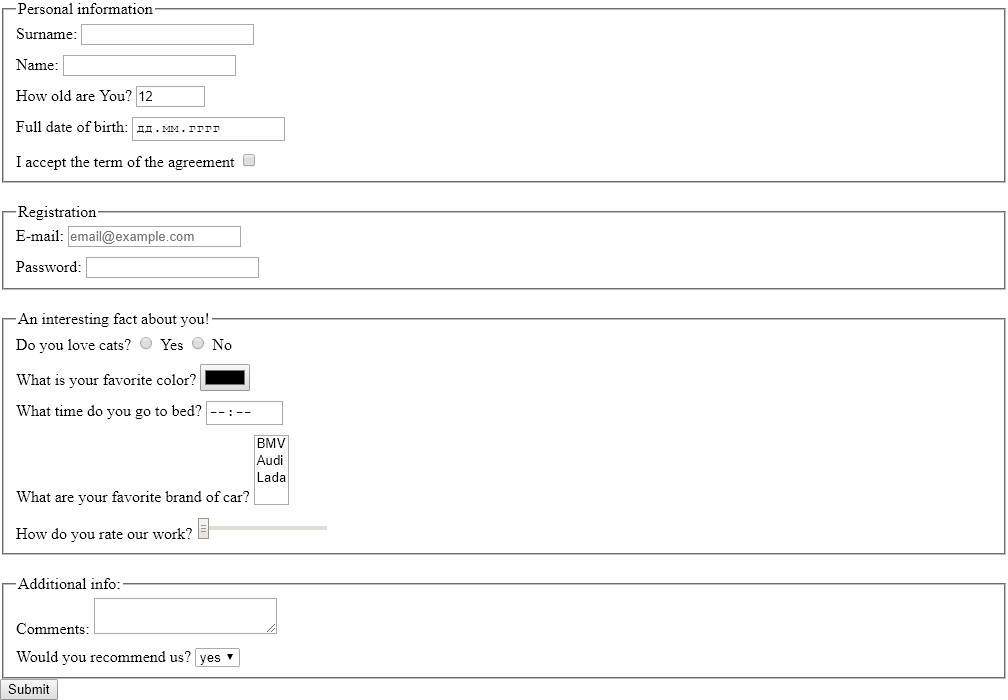 Personal information
Surname:
Name:
How old are You? 12
Full date of birth: дд.мм.гггг
I accept the term of the agreement
Registration
E-mail: email@example.com
Password:
An interesting fact about you!
Do you love cats? Yes No
What is your favorite color?
What time do you go to bed? --:--
BMV
Audi
Lada
What are your favorite brand of car?
How do you rate our work?
Additional info:
Comments:
Would you recommend us? yes
Submit